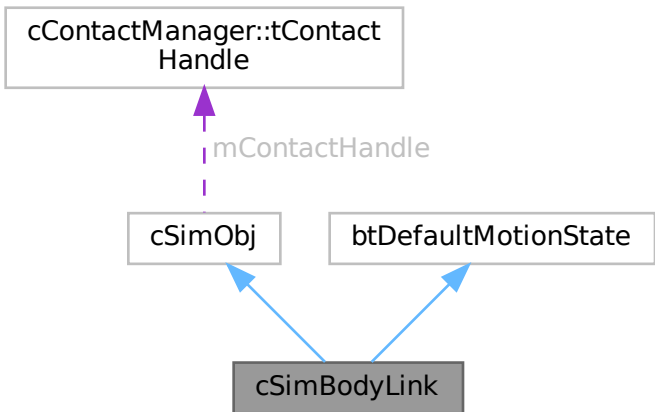 cContactManager::tContact
Handle
mContactHandle
cSimObj
btDefaultMotionState
cSimBodyLink